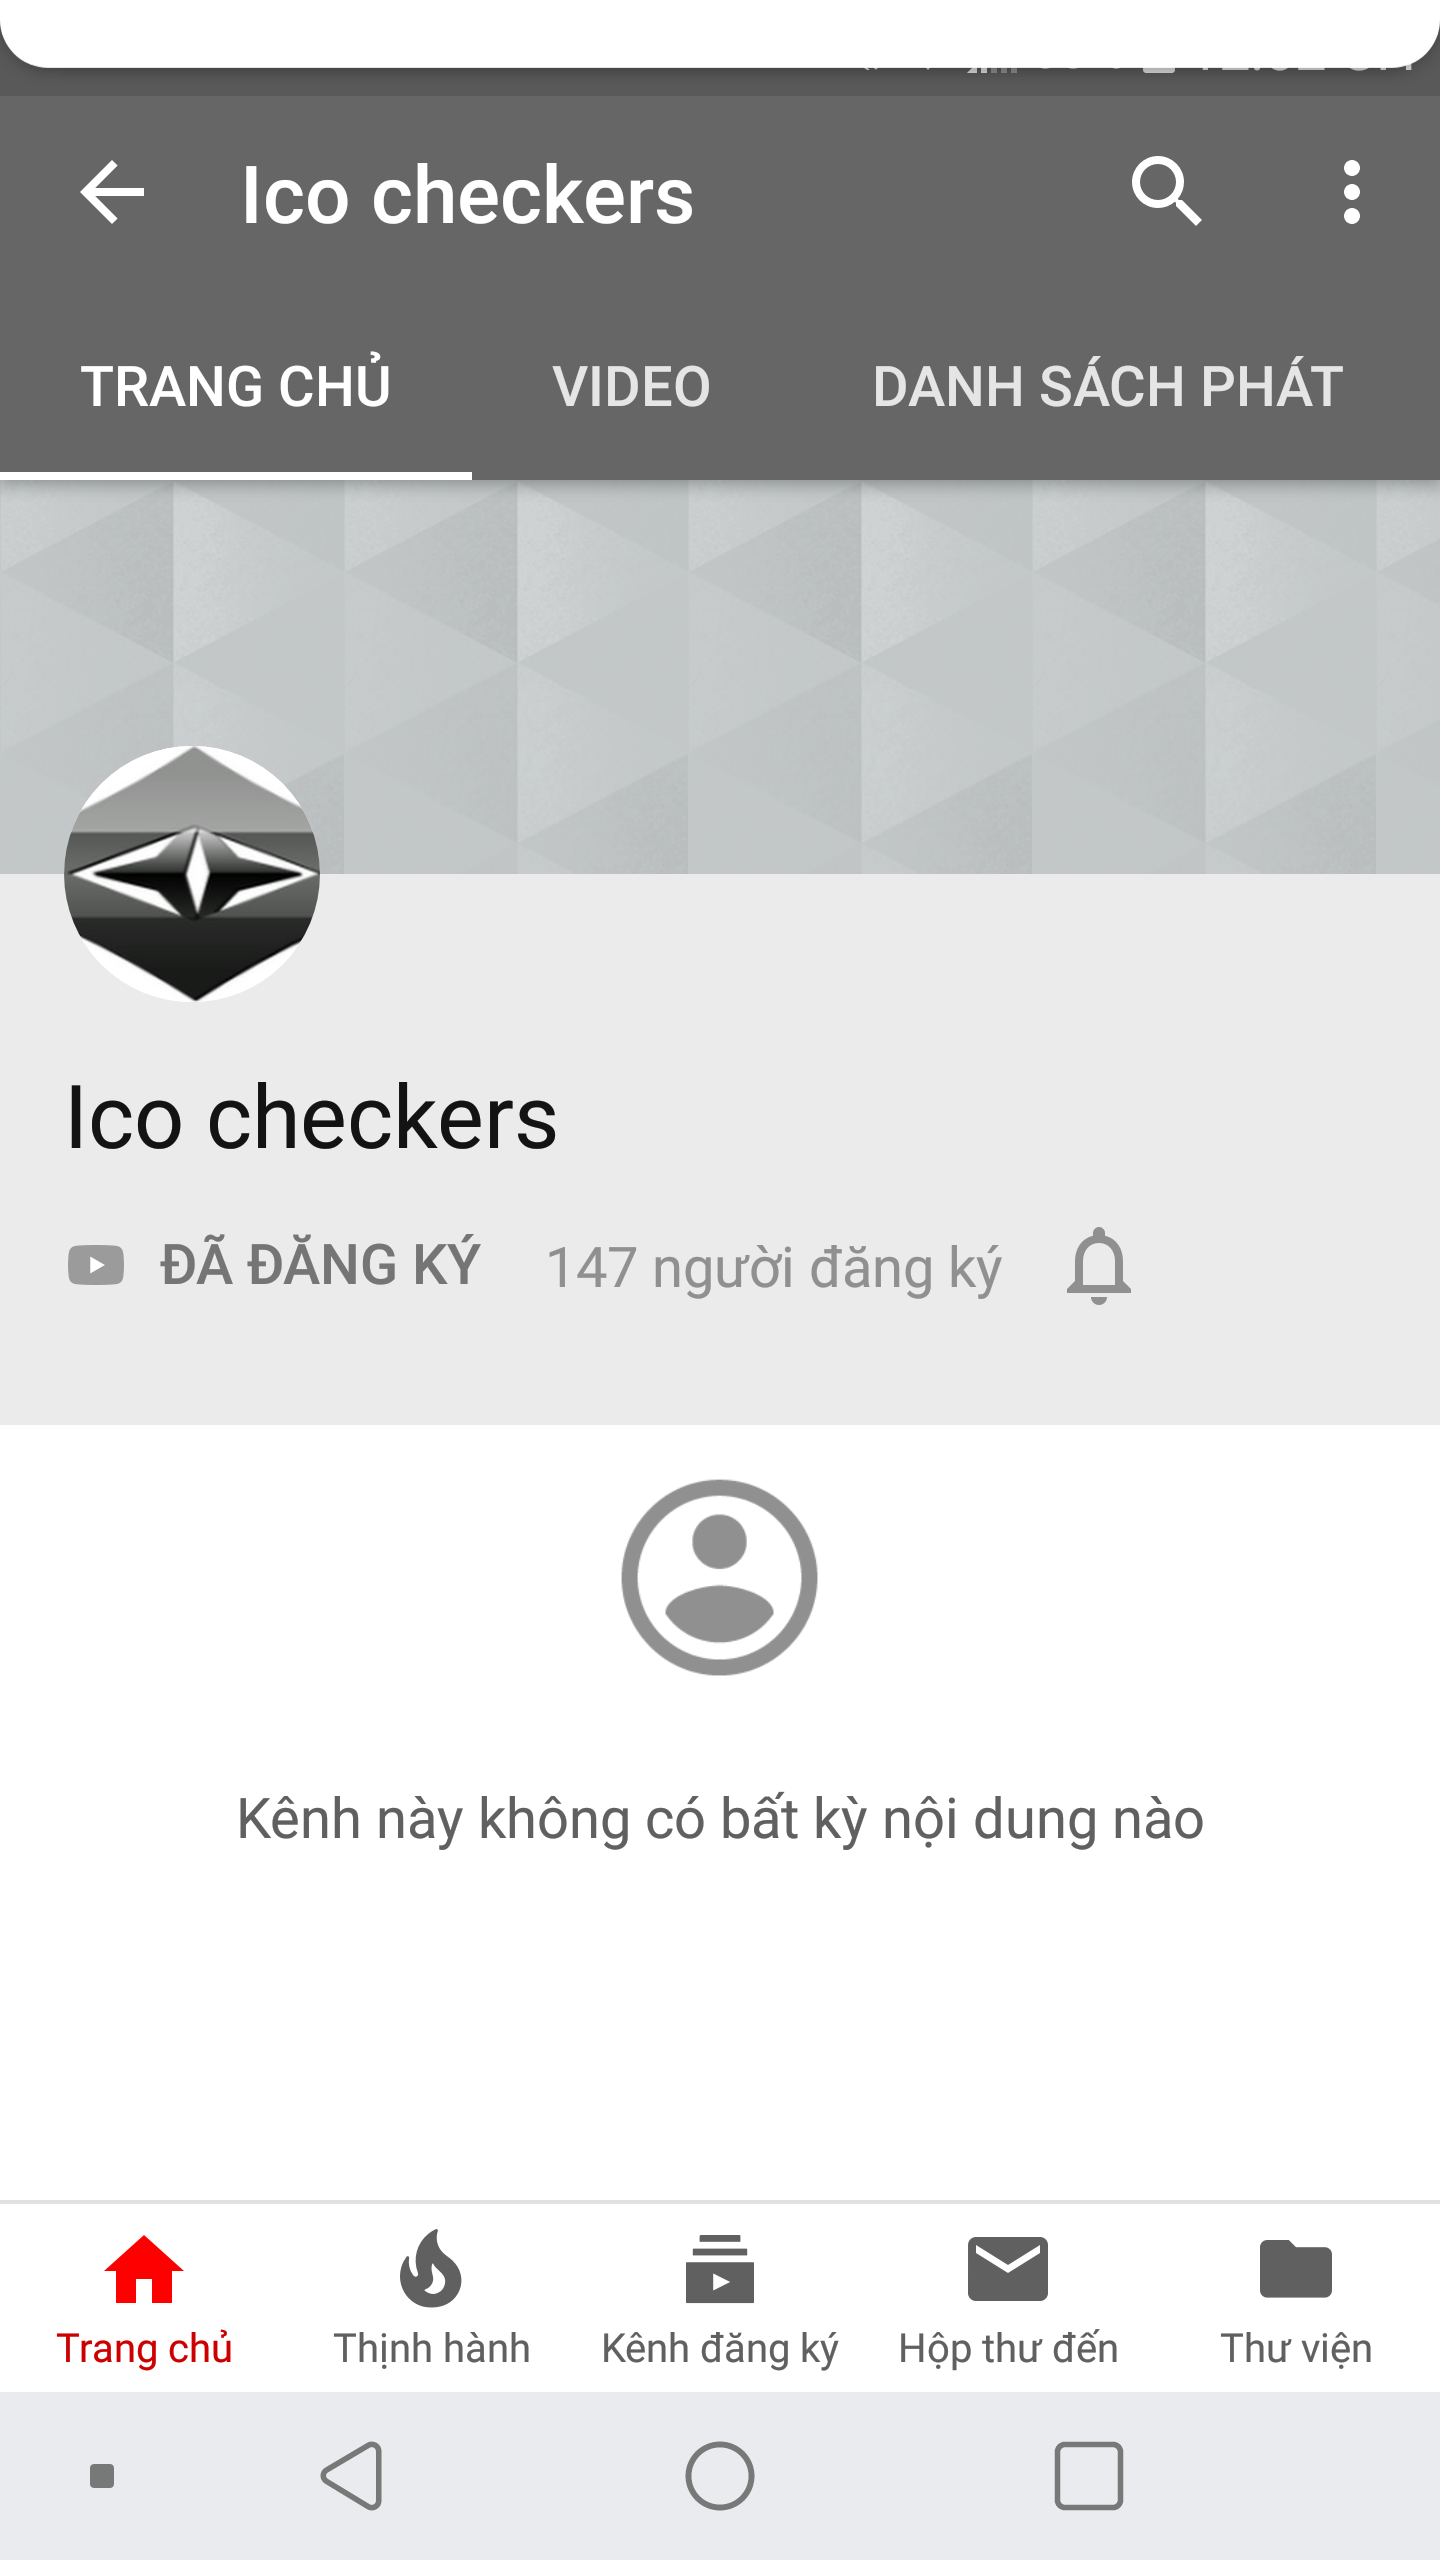 Ico checkers
TRANG CHỦ VIDEO DANH SÁCH PHÁT
Ico checkers
ĐÃ ĐĂNG KÝ 147 người đăng ký
Kênh này không có bất kỳ nội dung nào
Trang chủ Thịnh hành Kênh đăng ký Hộp thư đến Thư viện